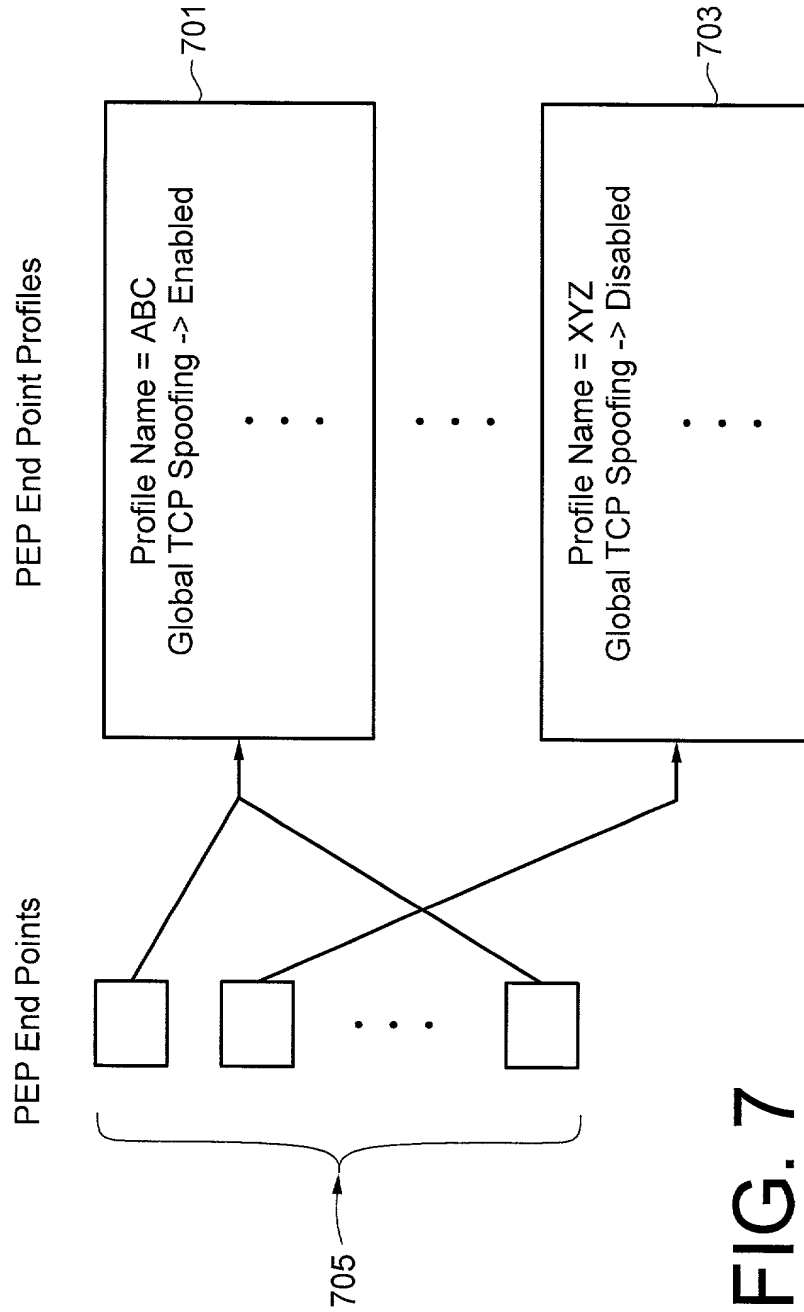 PEP End Points
PEP End Point Profiles
Profile Name = ABC
Global TCP Spoofing -> Enabled
. . .
701
. . .
. . .
Profile Name = XYZ
Global TCP Spoofing -> Disabled
. . .
703
705
FIG. 7